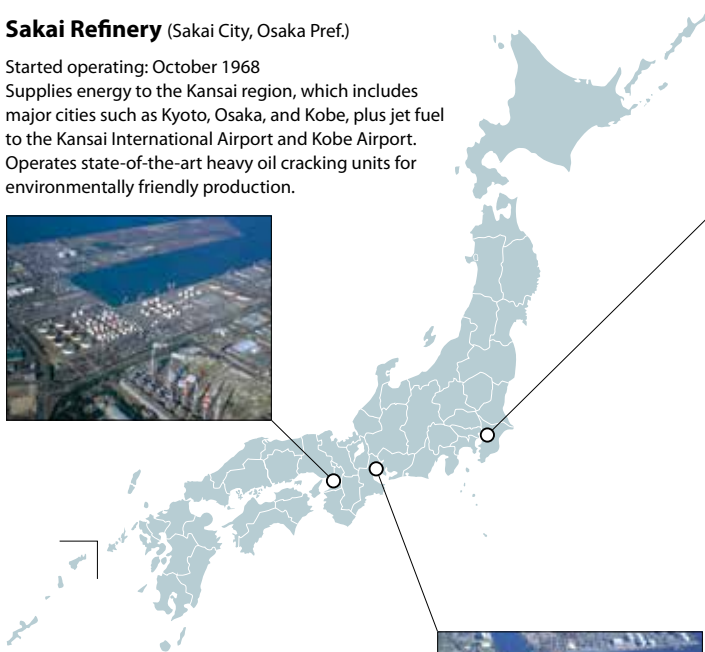 Sakai Refinery (Sakai City, Osaka Pref.)
Started operating: October 1968
Supplies energy to the Kansai region, which includes
major cities such as Kyoto, Osaka, and Kobe, plus jet fuel
to the Kansai International Airport and Kobe Airport.
Operates state-of-the-art heavy oil cracking units for
environmentally friendly production.